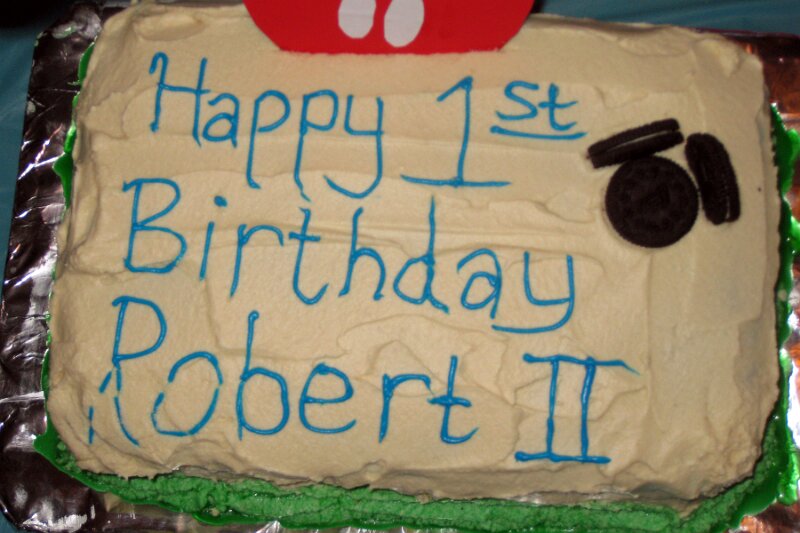 Happy 1st
Birthday
Robert II